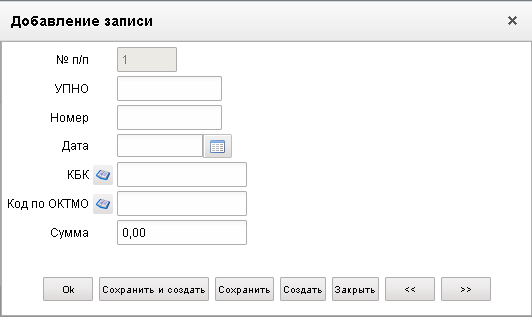 Добавление записи ×
№ п/п 1
УПНО
Номер
Дата
КБК
Код по ОКТМО
Сумма 0,00
Ok Сохранить и создать Сохранить Создать Закрыть << >>